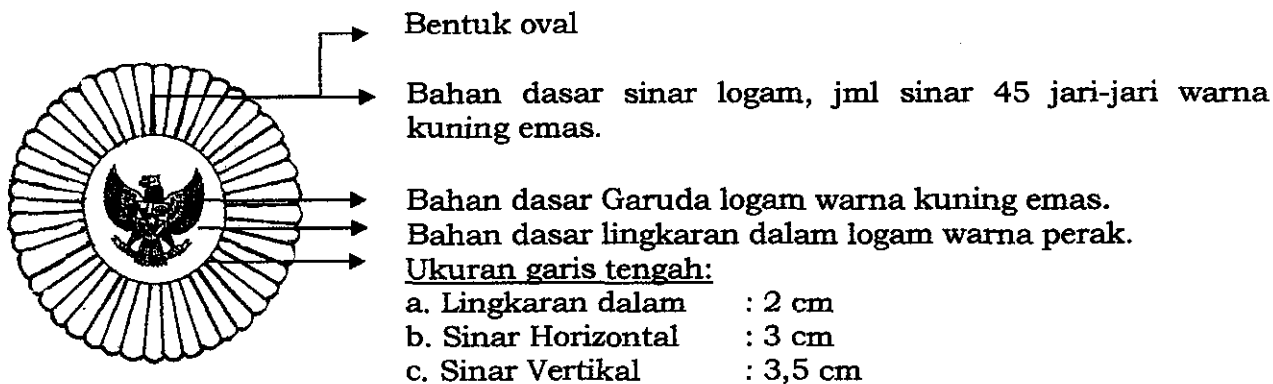 Bentuk oval
Bahan dasar sinar logam, jml sinar 45 jari-jari warna
kuning emas.
Bahan dasar Garuda logam warna kuning emas.
Bahan dasar lingkaran dalam logam warna perak.
Ukuran garis tengah:
a. Lingkaran dalam : 2 cm
b. Sinar Horizontal : 3 cm
c. Sinar Vertikal : 3,5 cm